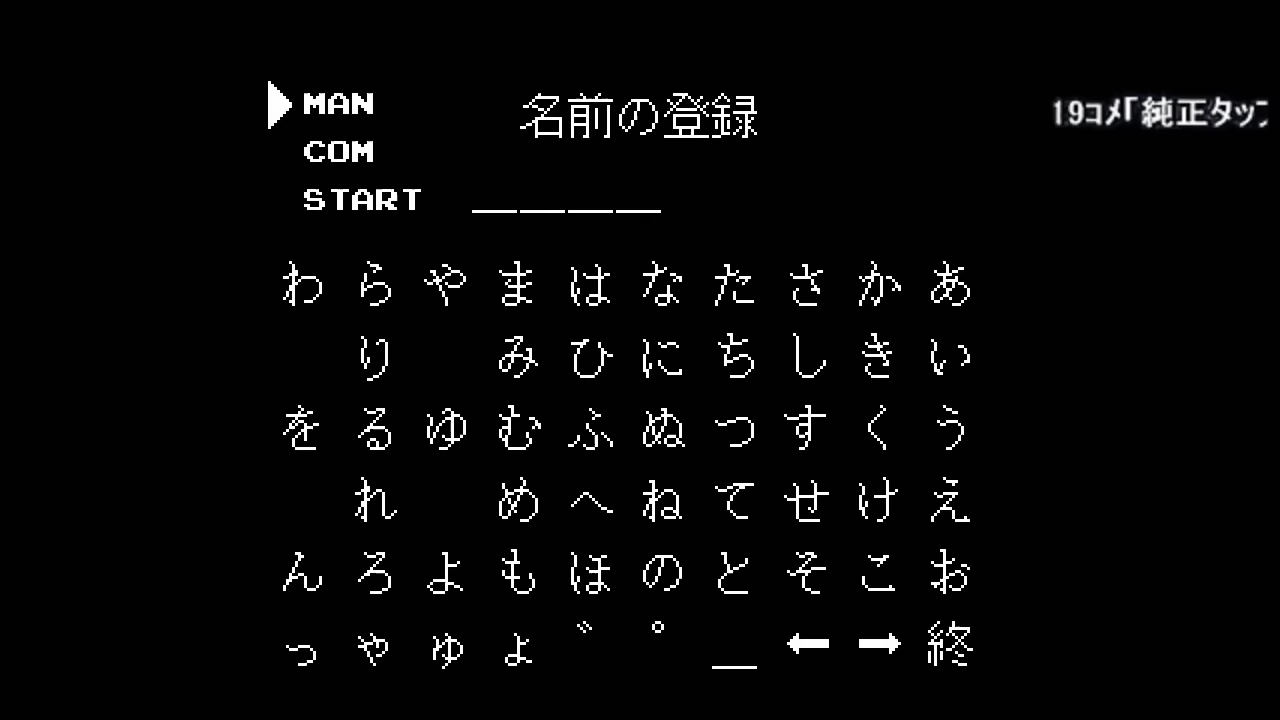 MAN
名前の登録
19コメ「純正タッ
COM
START ＿＿＿＿
わ ら や ま は な た さ か あ
り み ひ に ち し き い
を る ゆ む ふ ぬ つ す く う
れ め へ ね て せ け え
ん ろ よ も ほ の と そ こ お
っ ゃ ゅ ょ ゛ ゜ ＿ ← → 終